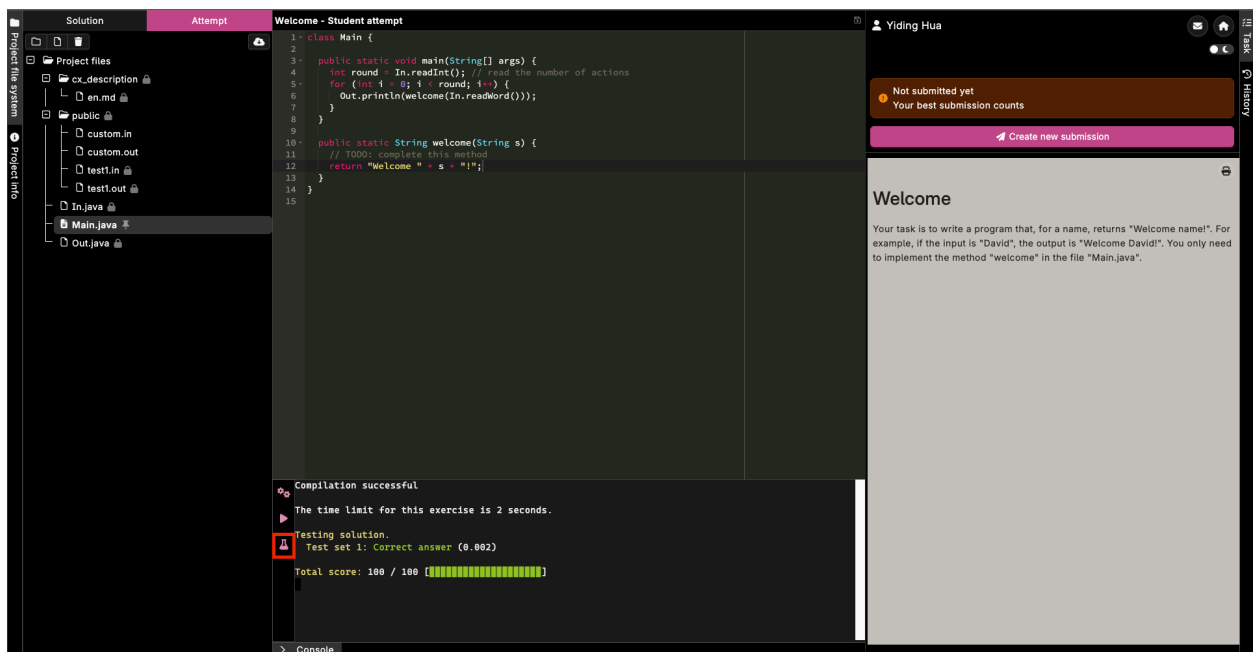 Project file system
Project info
Solution
Attempt
Project files
cx_description
en.md
public
custom.in
custom.out
test1.in
test1.out
In.java
Main.java
Out.java
Welcome - Student attempt
1 class Main {
2
3 public static void main(String[] args) {
4 int round = In.readInt(); // read the number of actions
5 for (int i = 0; i < round; i++) {
6 Out.println(welcome(In.readWord()));
7 }
8 }
9
10 public static String welcome(String s) {
11 // TODO: complete this method
12 return "Welcome " + s + "!";
13 }
14 }
15
Compilation successful
The time limit for this exercise is 2 seconds.
Testing solution.
Test set 1: Correct answer (0.002)
Total score: 100 / 100 [████████████████████]
> Console
Yiding Hua
Not submitted yet
Your best submission counts
Create new submission
Welcome
Your task is to write a program that, for a name, returns "Welcome name!". For
example, if the input is "David", the output is "Welcome David!". You only need
to implement the method "welcome" in the file "Main.java".
Task
History